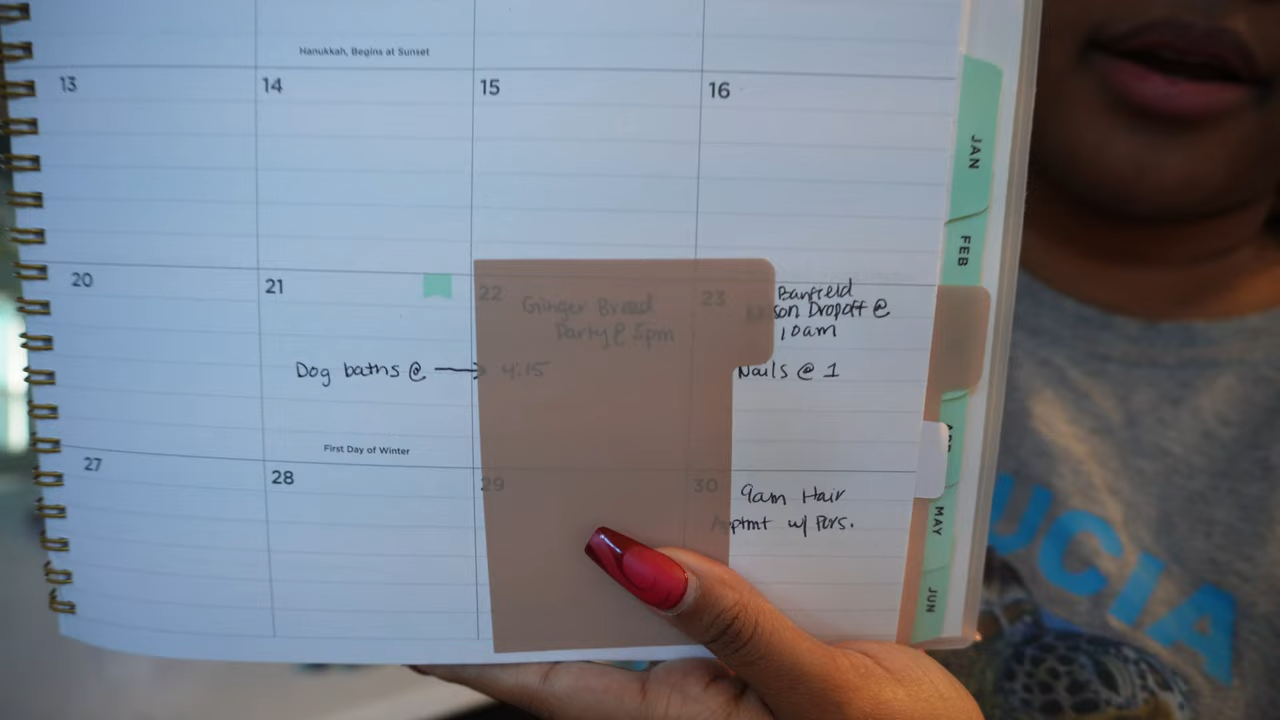 Hanukkah, Begins at Sunset
13
14
15
16
20
21
22
Ginger Bread
Party @ 5pm
23
Banfield
son Dropoff @
10am
Dog baths @ → 4:15
Nails @ 1
First Day of Winter
27
28
29
30
9am Hair
Apptmt w/
JAN
FEB
MAY
JUN
UCIA